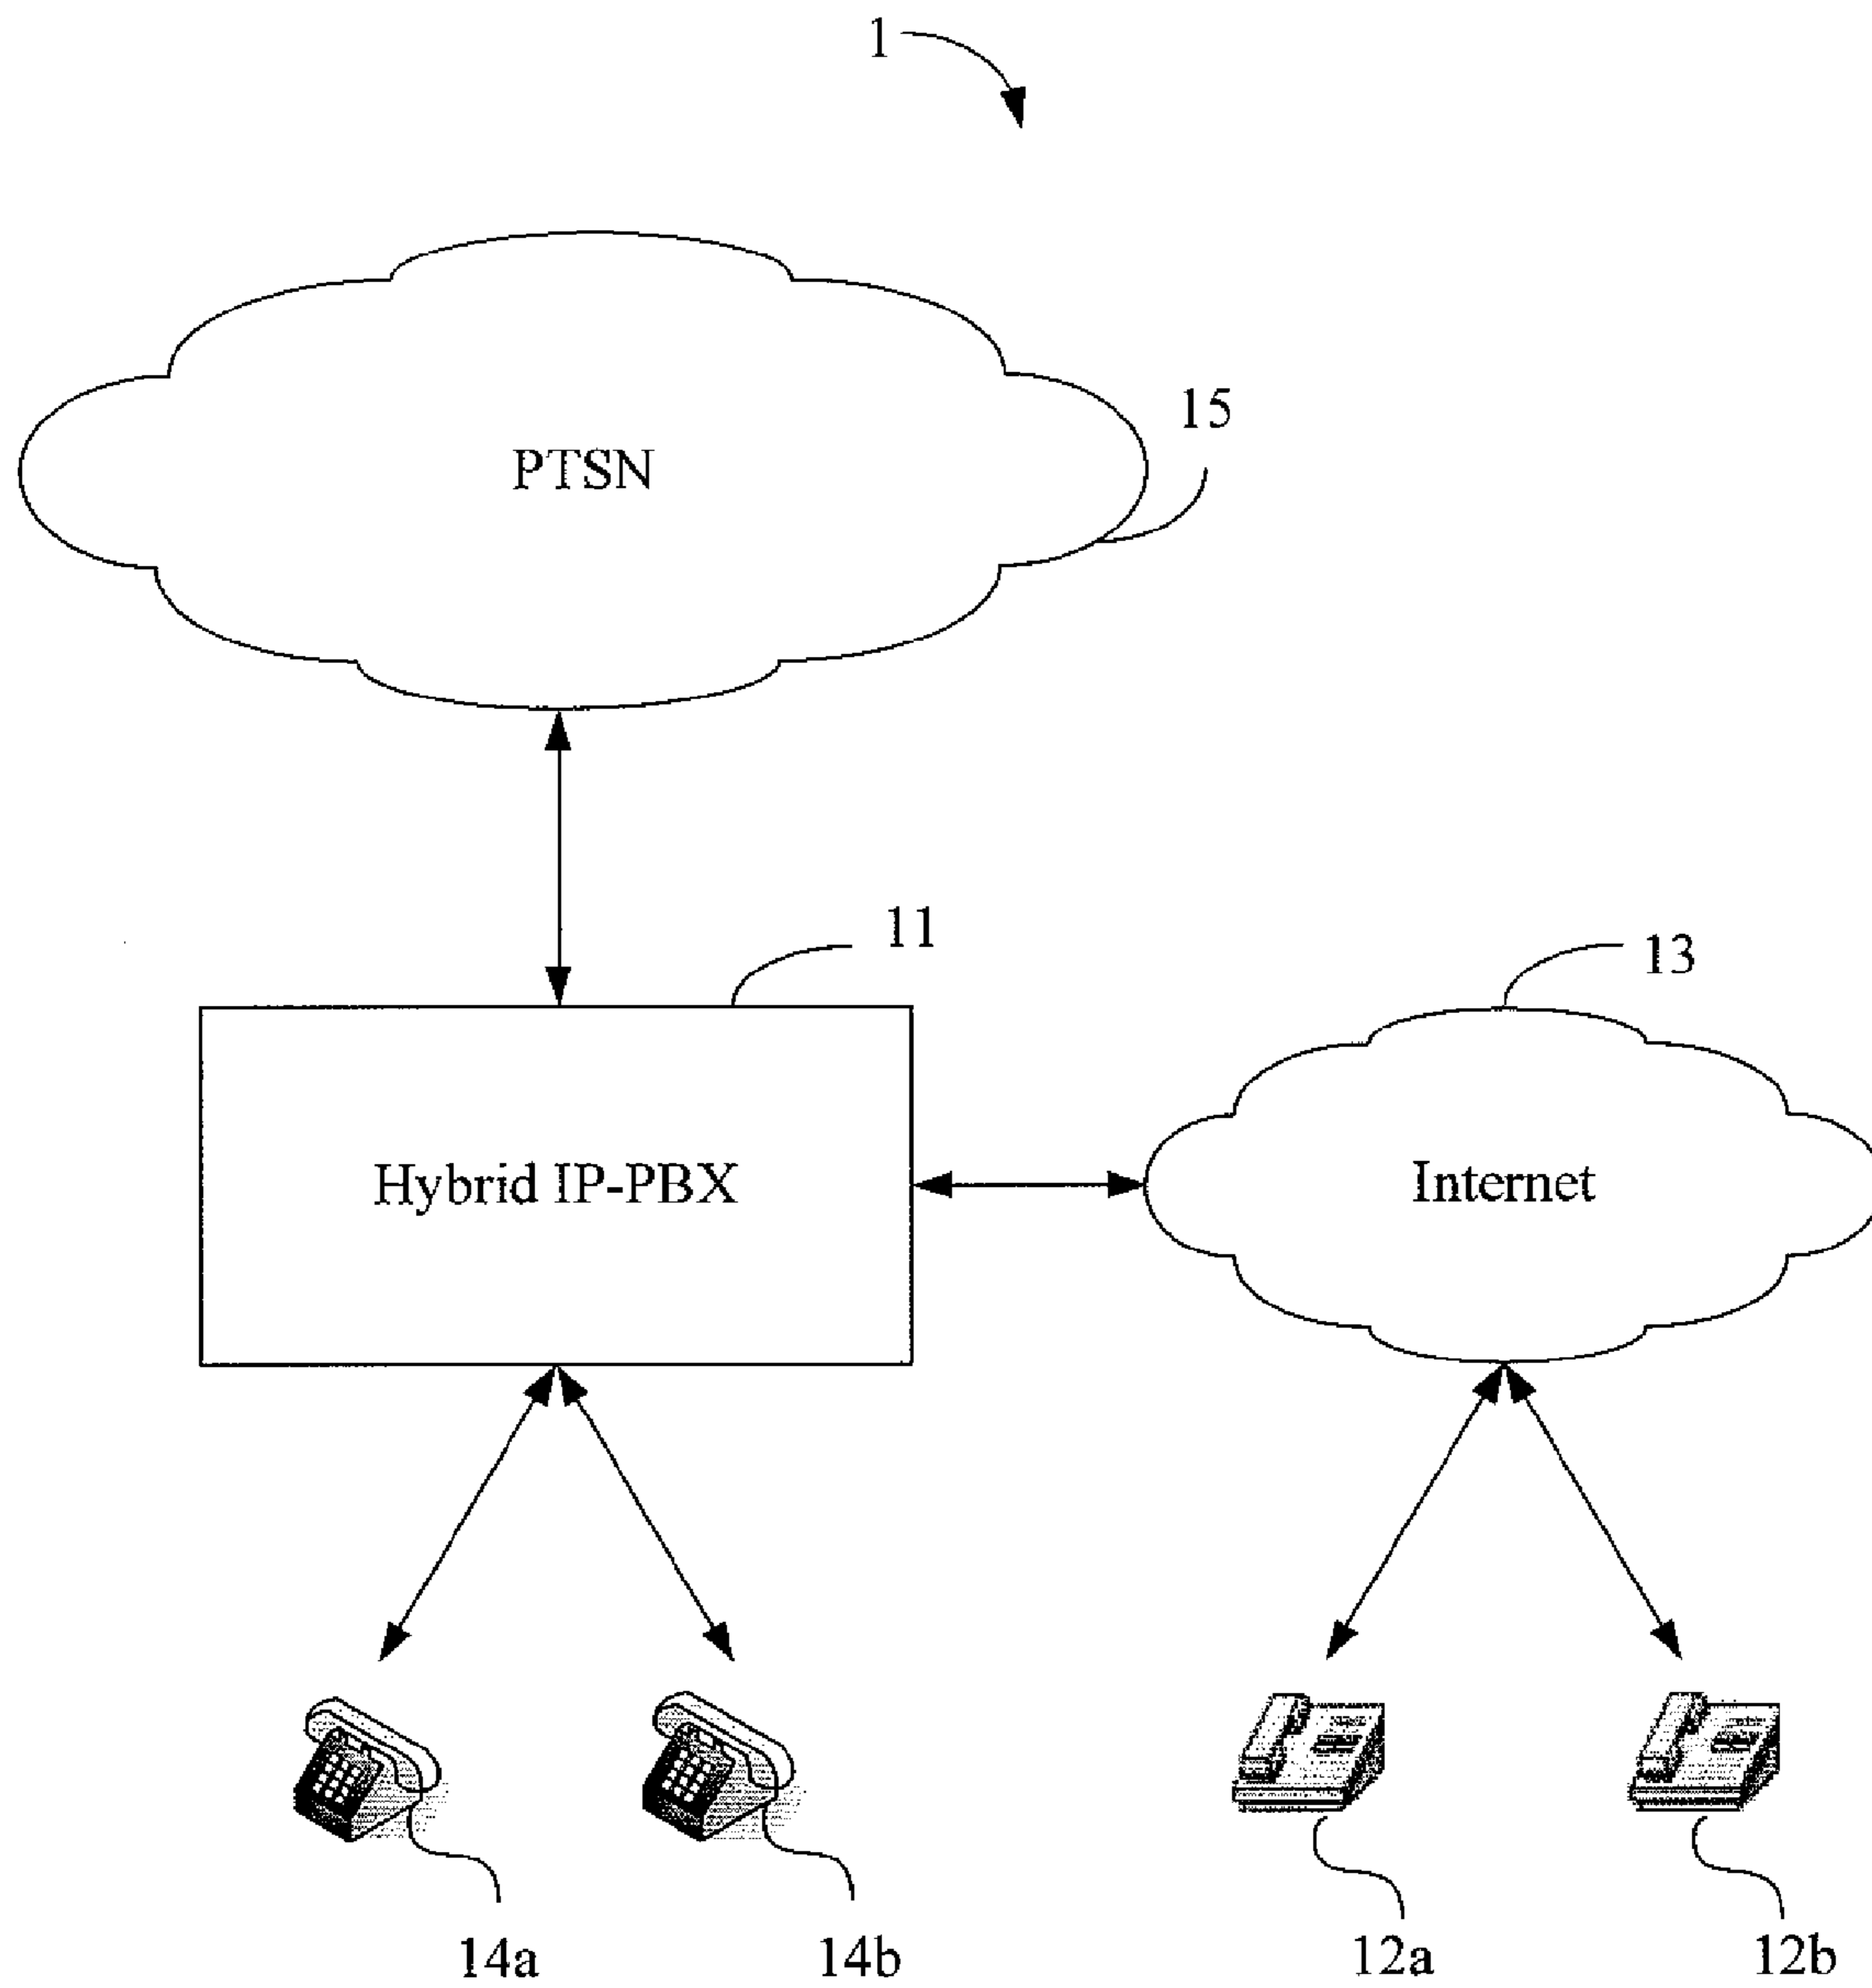 1
15
PTSN
11
13
Hybrid IP-PBX
Internet
14a
14b
12a
12b